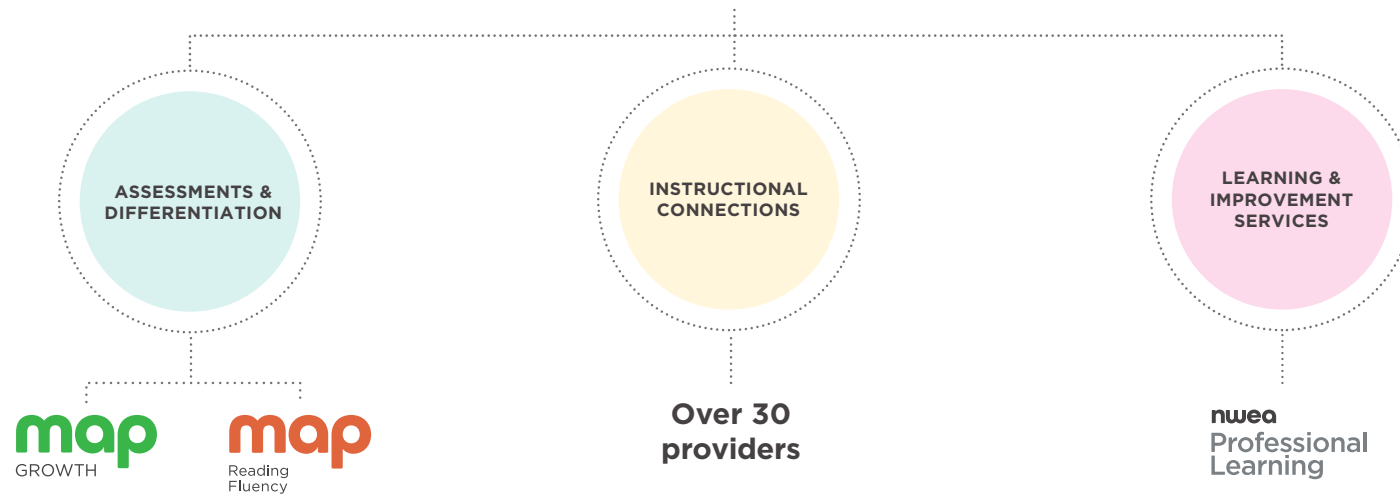 ASSESSMENTS &
DIFFERENTIATION
INSTRUCTIONAL
CONNECTIONS
LEARNING &
IMPROVEMENT
SERVICES
map
GROWTH
map
Reading
Fluency
Over 30
providers
nwea
Professional
Learning